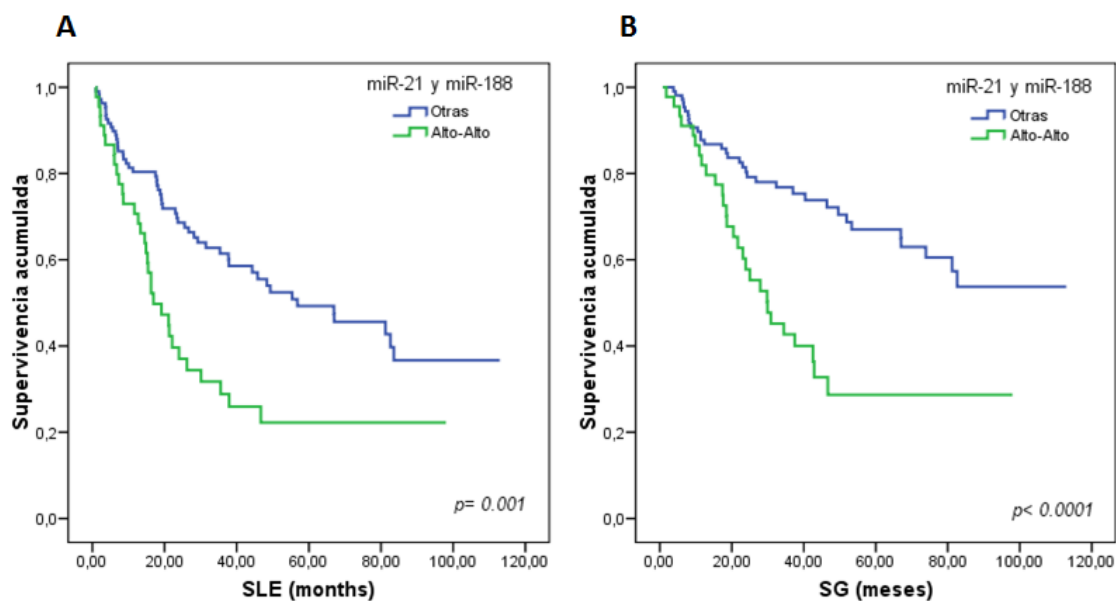 A
miR-21 y miR-188
Otras
Alto-Alto
Supervivencia acumulada
1,0
0,8
0,6
0,4
0,2
0,0
p= 0.001
0,00 20,00 40,00 60,00 80,00 100,00 120,00
SLE (months)
B
miR-21 y miR-188
Otras
Alto-Alto
Supervivencia acumulada
1,0
0,8
0,6
0,4
0,2
0,0
p< 0.0001
0,00 20,00 40,00 60,00 80,00 100,00 120,00
SG (meses)